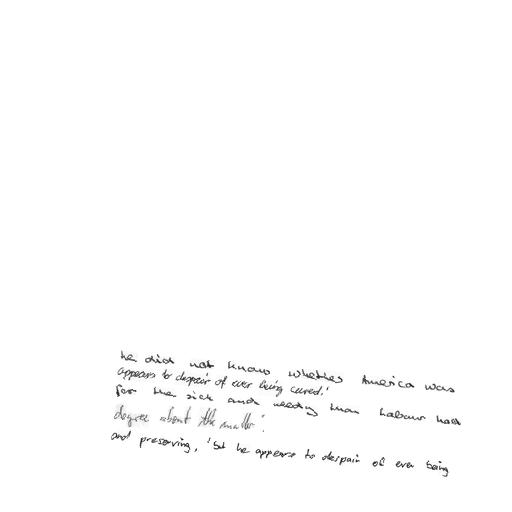 he did not know whether America was
appears to despair of ever being cured.'
for the sick and needy than Labour had
degree about the matter'.
and preserving, 'but he appears to despair of ever being